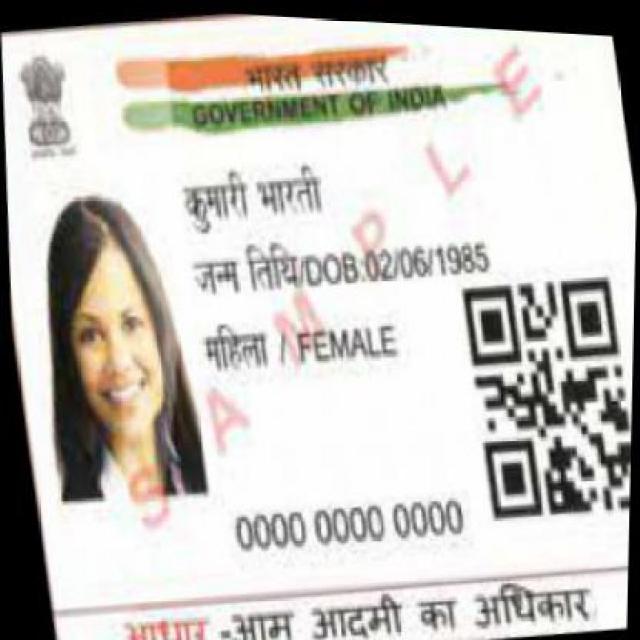 भारत सरकार
GOVERNMENT OF INDIA
कुमारी भारती
जन्म तिथि/DOB:02/06/1985
महिला / FEMALE
SAMPLE
0000 0000 0000
आधार -आम आदमी का अधिकार